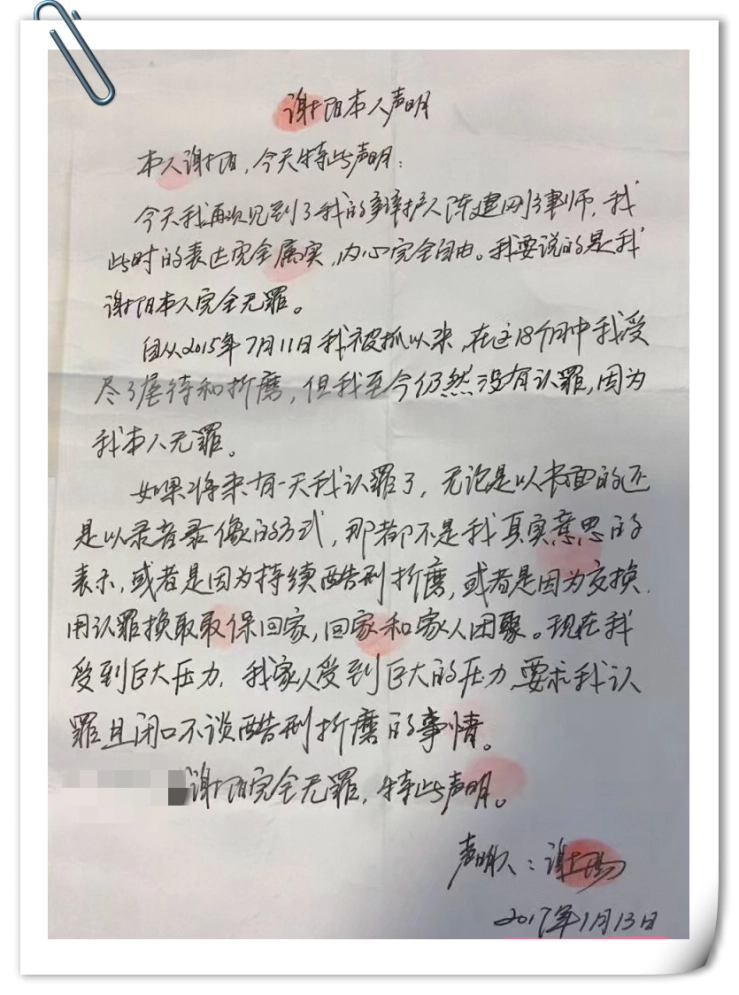 谢阳本人声明
本人谢阳，今天特此声明：
今天我再次见到了我的辩护人陈建刚律师，我
此时的表达完全属实，内心完全自由。我要说的是我
谢阳本人完全无罪。
自从2015年7月11日我被抓以来，在这18个月中我受
尽了虐待和折磨，但我至今仍然没有认罪，因为
我本人无罪。
如果将来有一天我认罪了，无论是以书面的还
是以录音录像的方式，那都不是我真实意思的
表示，或者是因为持续酷刑折磨，或者是因为交换，
用认罪换取取保回家，回家和家人团聚。现在我
受到巨大压力，我家人受到巨大的压力，要求我认
罪且闭口不谈酷刑折磨的事情。
谢阳完全无罪，特此声明。
声明人：谢阳
2017年1月13日